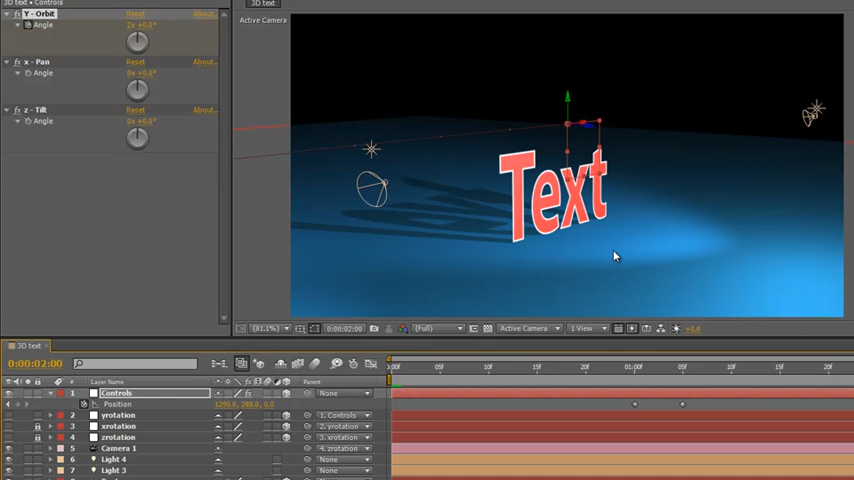 3D text • Controls
3D text
Y - Orbit Reset About...
Angle 2x +0.0°
x - Pan Reset About...
Angle 0x +0.0°
z - Tilt Reset About...
Angle 0x +0.0°
Active Camera
Text
(81.1%) 0:00:02:00 (Full) Active Camera 1 View +0.0
3D text
0:00:02:00
# Layer Name Parent
:00f 05f 10f 15f 20f 01:00f 05f 10f 15f 20f
1 Controls None
Position 1290.0, 288.0, 0.0
2 yrotation 1. Controls
3 xrotation 2. yrotation
4 zrotation 3. xrotation
5 Camera 1 4. zrotation
6 Light 4 None
7 Light 3 None